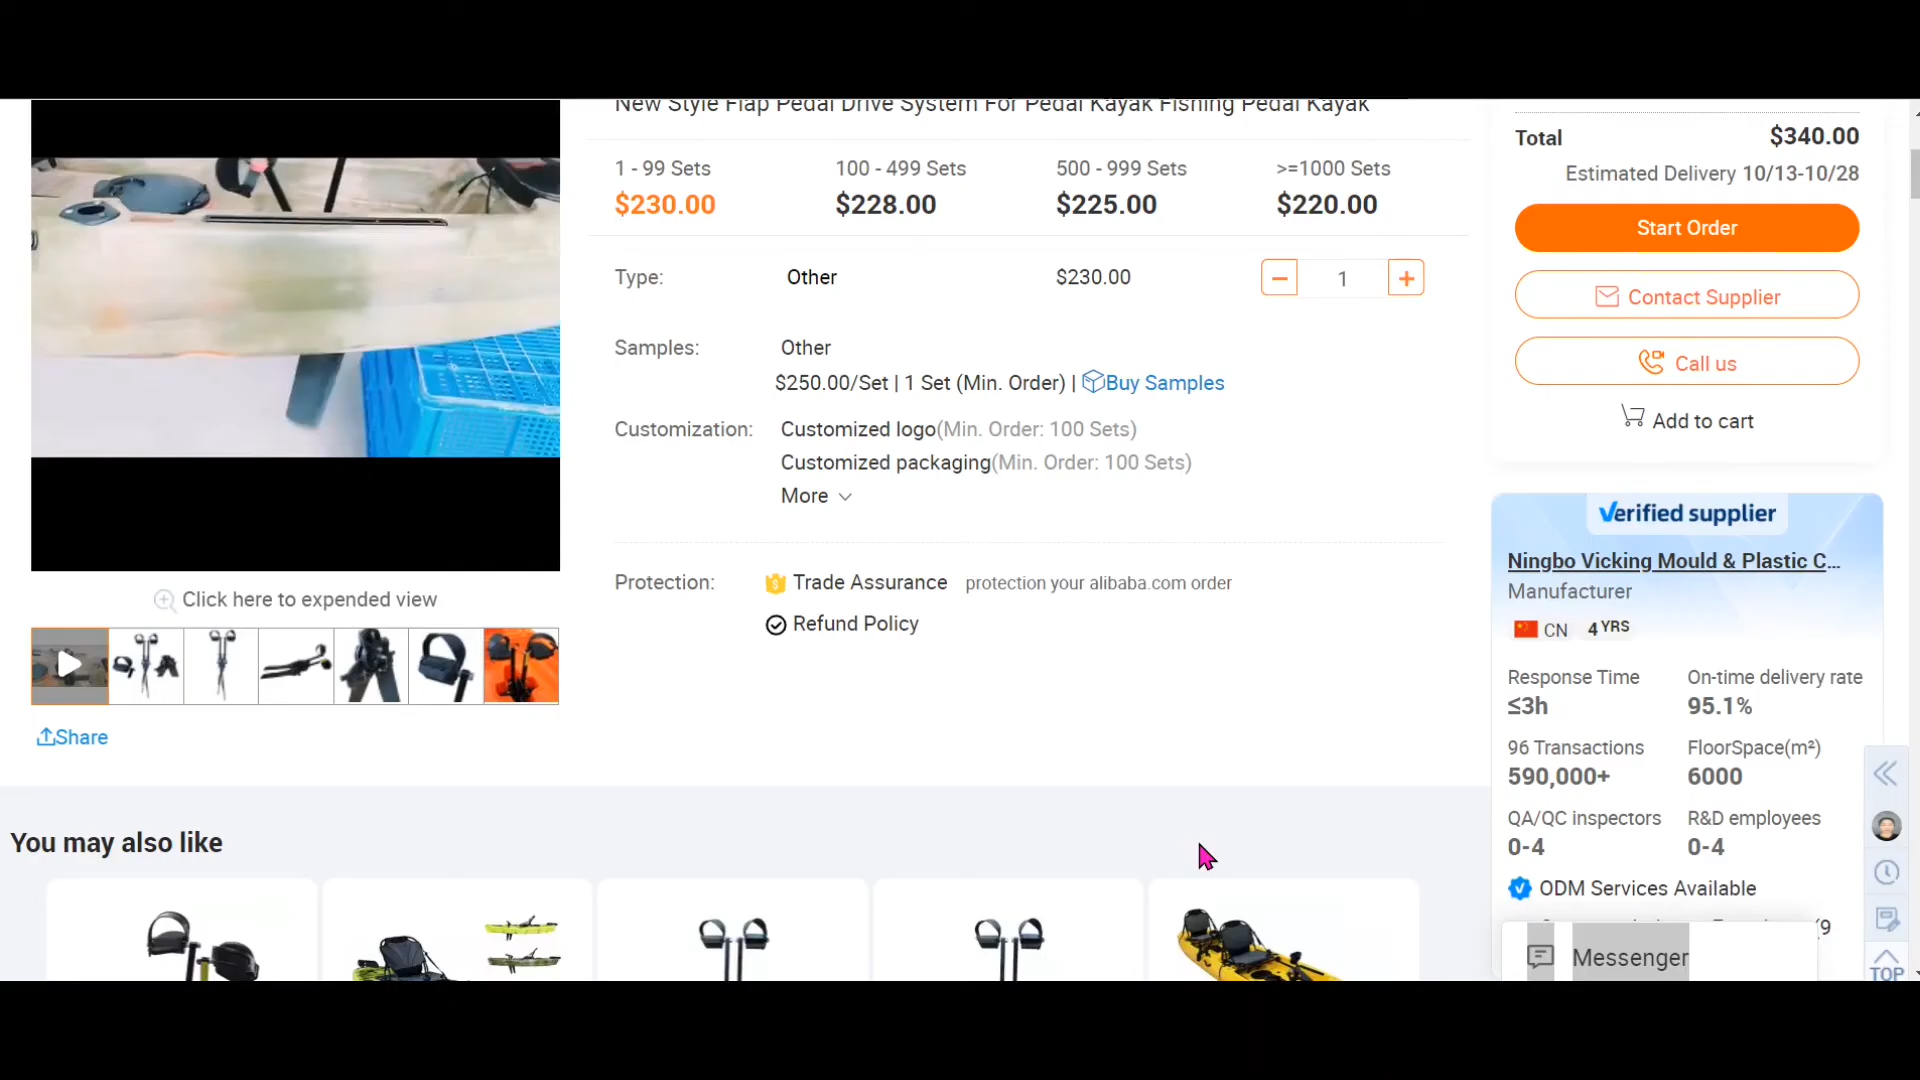 New Style Flap Pedal Drive System For Pedal Kayak Fishing Pedal Kayak
1 - 99 Sets
$230.00
100 - 499 Sets
$228.00
500 - 999 Sets
$225.00
>=1000 Sets
$220.00
Type:
Other
$230.00
1
Samples:
Other
$250.00/Set | 1 Set (Min. Order) | Buy Samples
Customization:
Customized logo(Min. Order: 100 Sets)
Customized packaging(Min. Order: 100 Sets)
More
Protection:
Trade Assurance protection your alibaba.com order
Refund Policy
Click here to expended view
Share
You may also like
Total $340.00
Estimated Delivery 10/13-10/28
Start Order
Contact Supplier
Call us
Add to cart
Verified supplier
Ningbo Vicking Mould & Plastic C...
Manufacturer
CN 4 YRS
Response Time
≤3h
On-time delivery rate
95.1%
96 Transactions
590,000+
FloorSpace(m²)
6000
QA/QC inspectors
0-4
R&D employees
0-4
ODM Services Available
Messenger
TOP